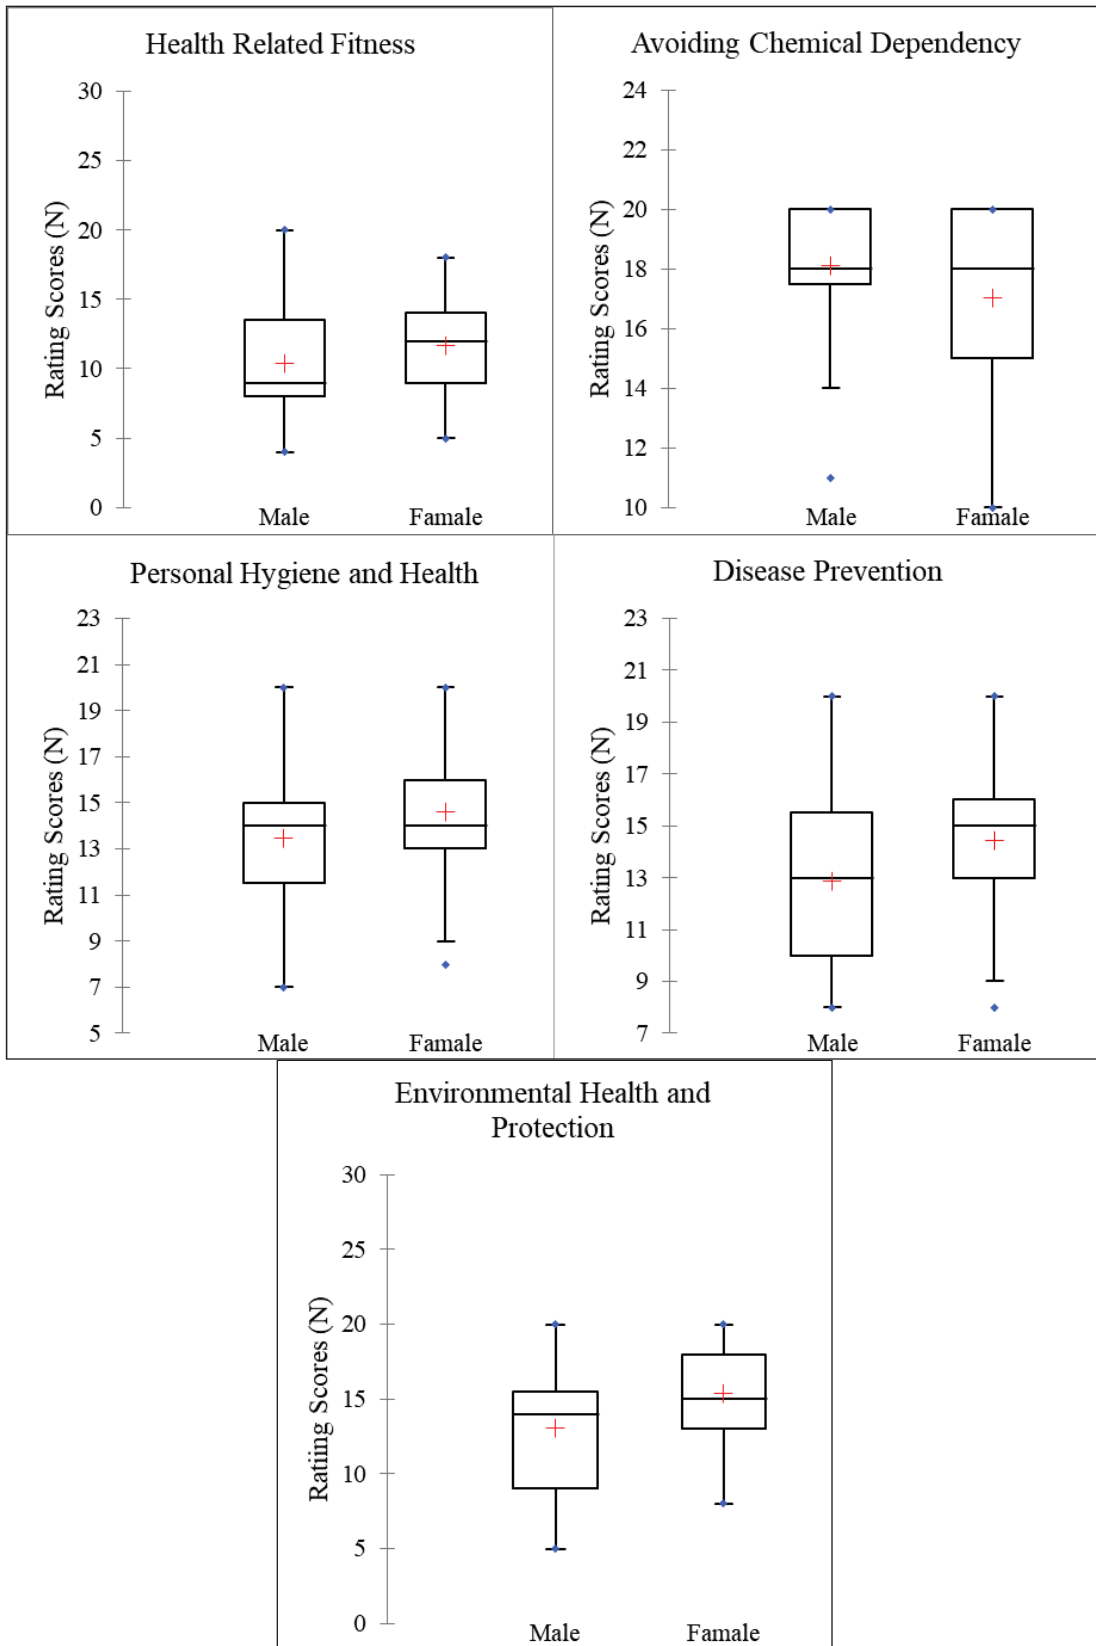 Health Related Fitness
Rating Scores (N)
30
25
20
15
10
5
0
Male Famale
Avoiding Chemical Dependency
Rating Scores (N)
24
22
20
18
16
14
12
10
Male Famale
Personal Hygiene and Health
Rating Scores (N)
23
21
19
17
15
13
11
9
7
5
Male Famale
Disease Prevention
Rating Scores (N)
23
21
19
17
15
13
11
9
7
Male Famale
Environmental Health and
Protection
Ratiing Scores (N)
30
25
20
15
10
5
0
Male Famale